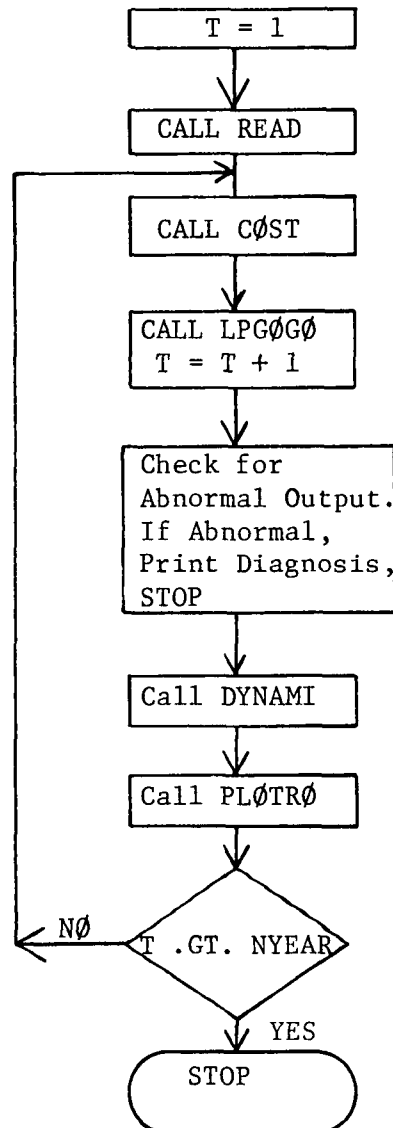 T = 1
CALL READ
CALL CØST
CALL LPGØGØ
T = T + 1
Check for
Abnormal Output.
If Abnormal,
Print Diagnosis,
STOP
Call DYNAMI
Call PLØTRØ
NØ
T .GT. NYEAR
YES
STOP